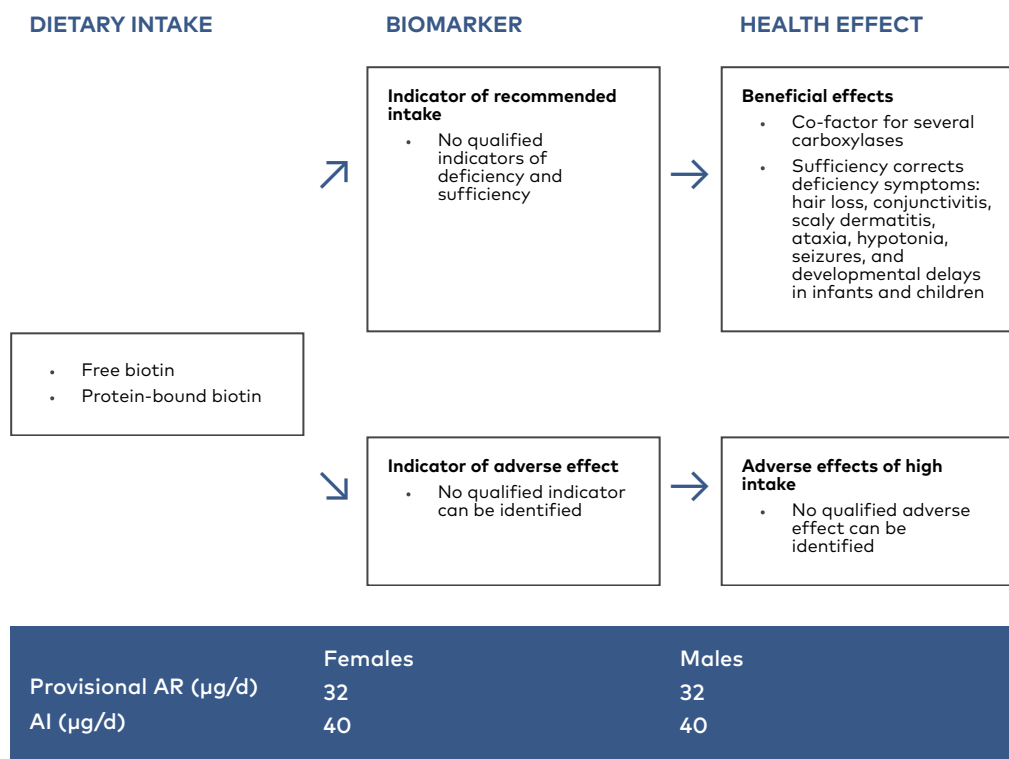 DIETARY INTAKE
BIOMARKER
HEALTH EFFECT
Indicator of recommended
intake
• No qualified
indicators of
deficiency and
sufficiency
Beneficial effects
• Co-factor for several
carboxylases
• Sufficiency corrects
deficiency symptoms:
hair loss, conjunctivitis,
scaly dermatitis,
ataxia, hypotonia,
seizures, and
developmental delays
in infants and children
• Free biotin
• Protein-bound biotin
Indicator of adverse effect
• No qualified indicator
can be identified
Adverse effects of high
intake
• No qualified adverse
effect can be
identified
Females Males
Provisional AR (µg/d) 32 32
AI (µg/d) 40 40